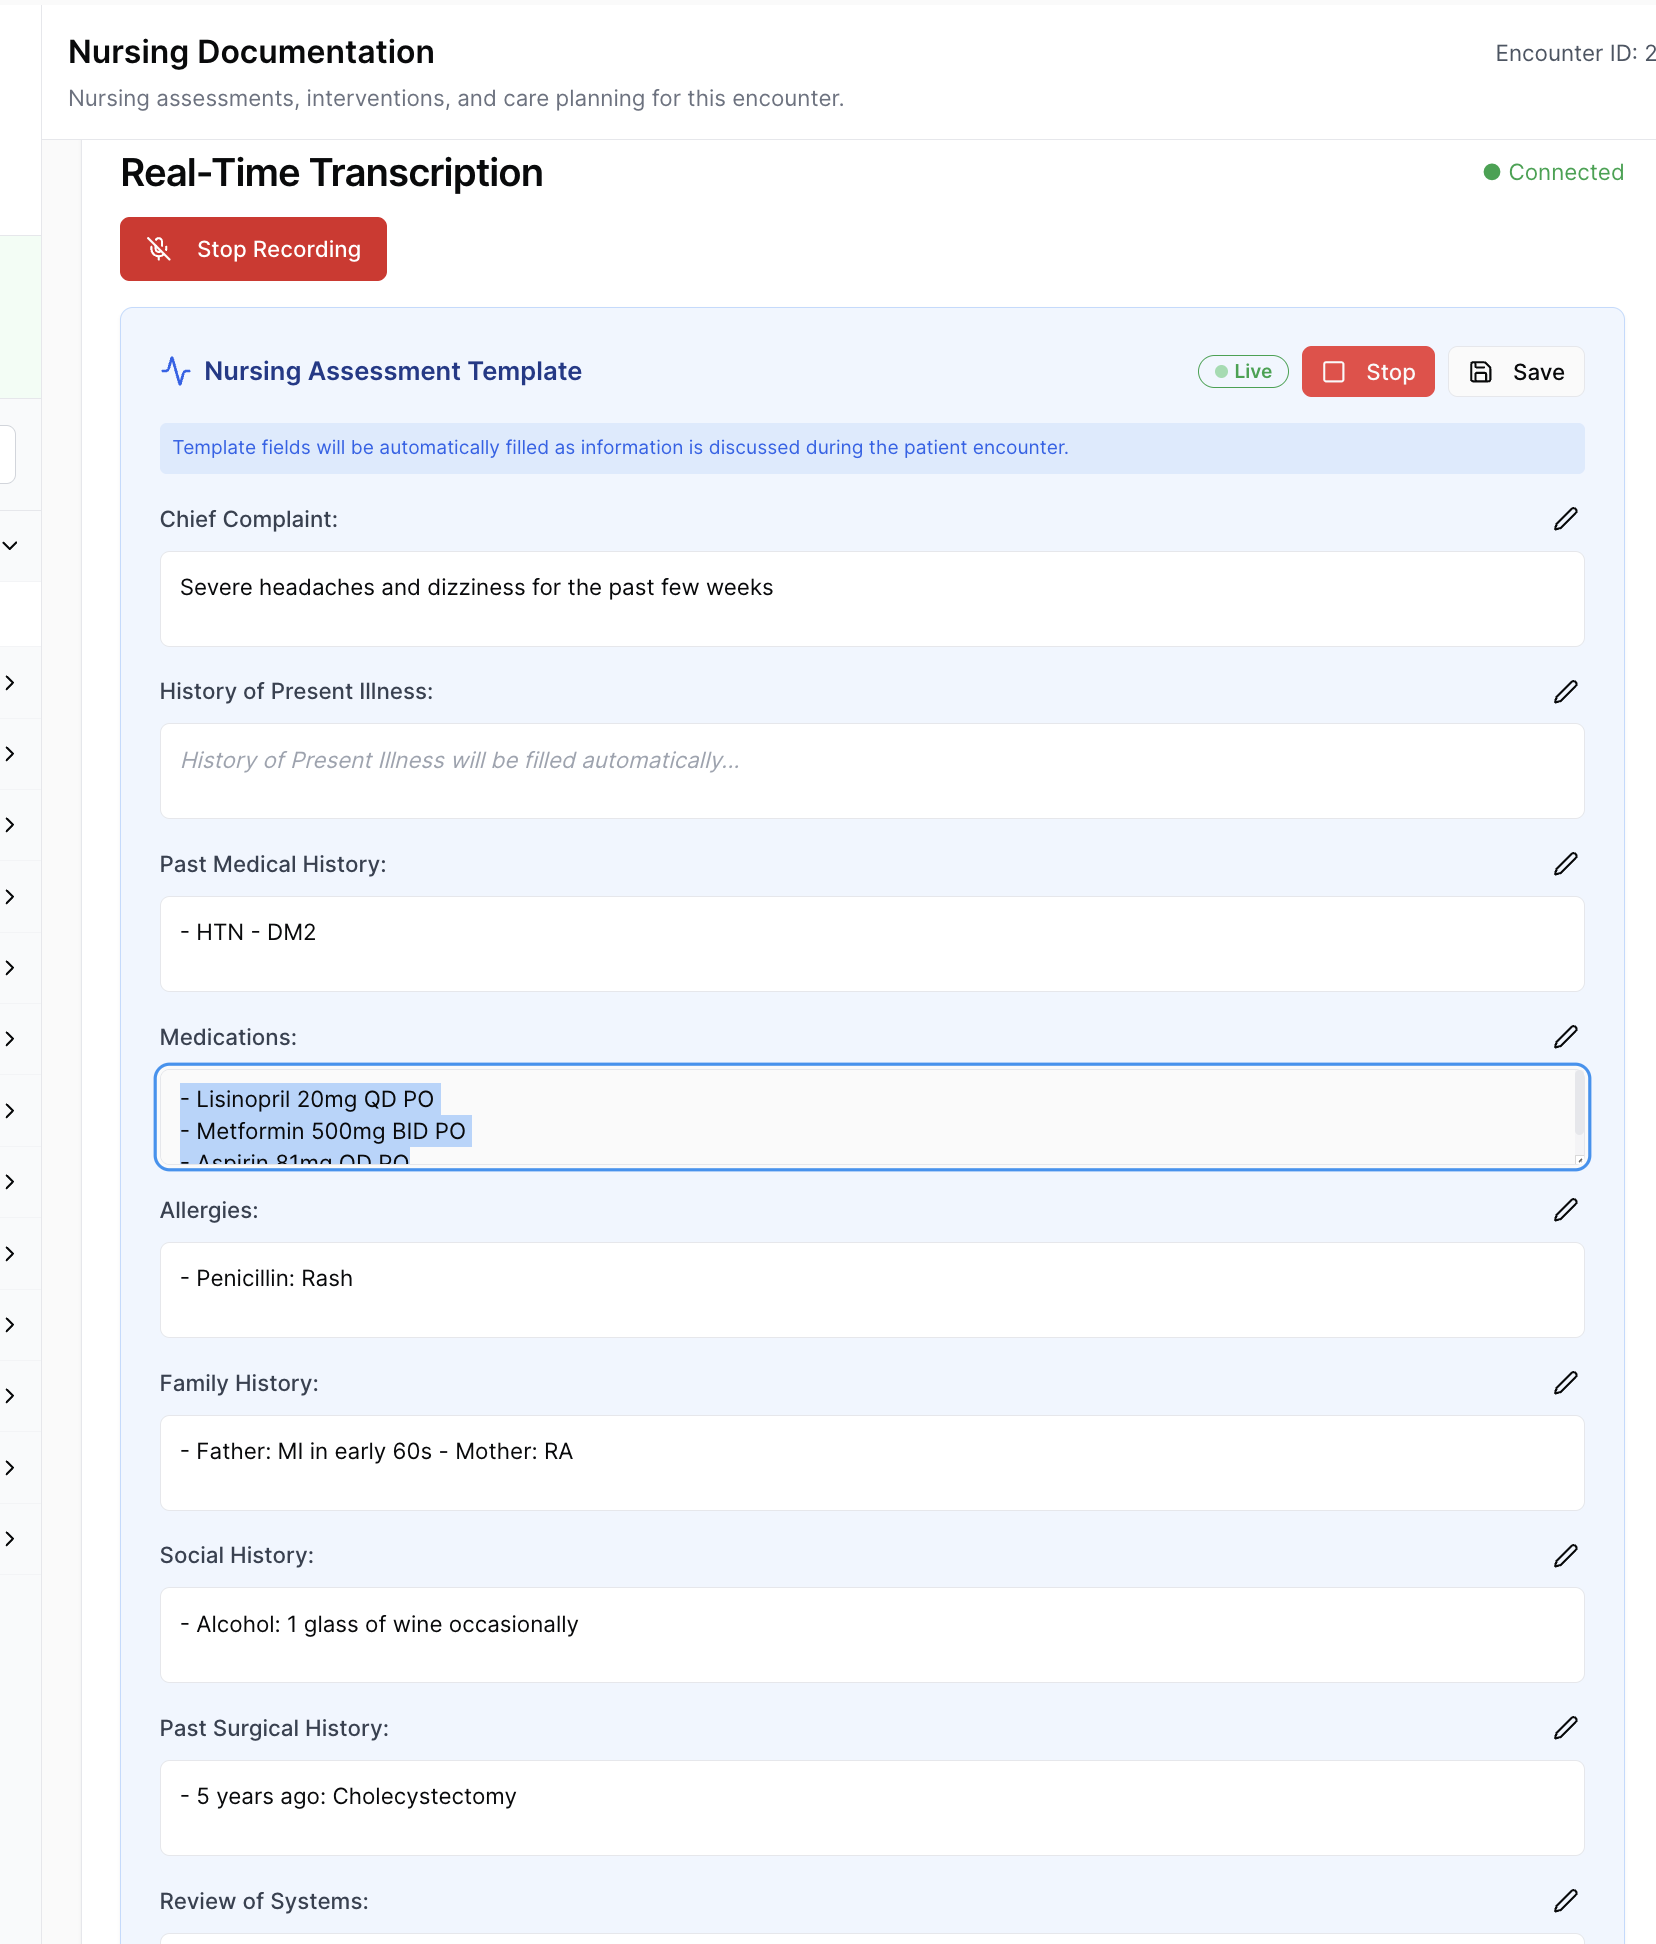 Nursing Documentation
Encounter ID: 2
Nursing assessments, interventions, and care planning for this encounter.
Real-Time Transcription
Connected
Stop Recording
Nursing Assessment Template
Live
Stop
Save
Template fields will be automatically filled as information is discussed during the patient encounter.
Chief Complaint:
Severe headaches and dizziness for the past few weeks
History of Present Illness:
History of Present Illness will be filled automatically...
Past Medical History:
- HTN - DM2
Medications:
- Lisinopril 20mg QD PO
- Metformin 500mg BID PO
- Aspirin 81mg QD PO
Allergies:
- Penicillin: Rash
Family History:
- Father: MI in early 60s - Mother: RA
Social History:
- Alcohol: 1 glass of wine occasionally
Past Surgical History:
- 5 years ago: Cholecystectomy
Review of Systems: